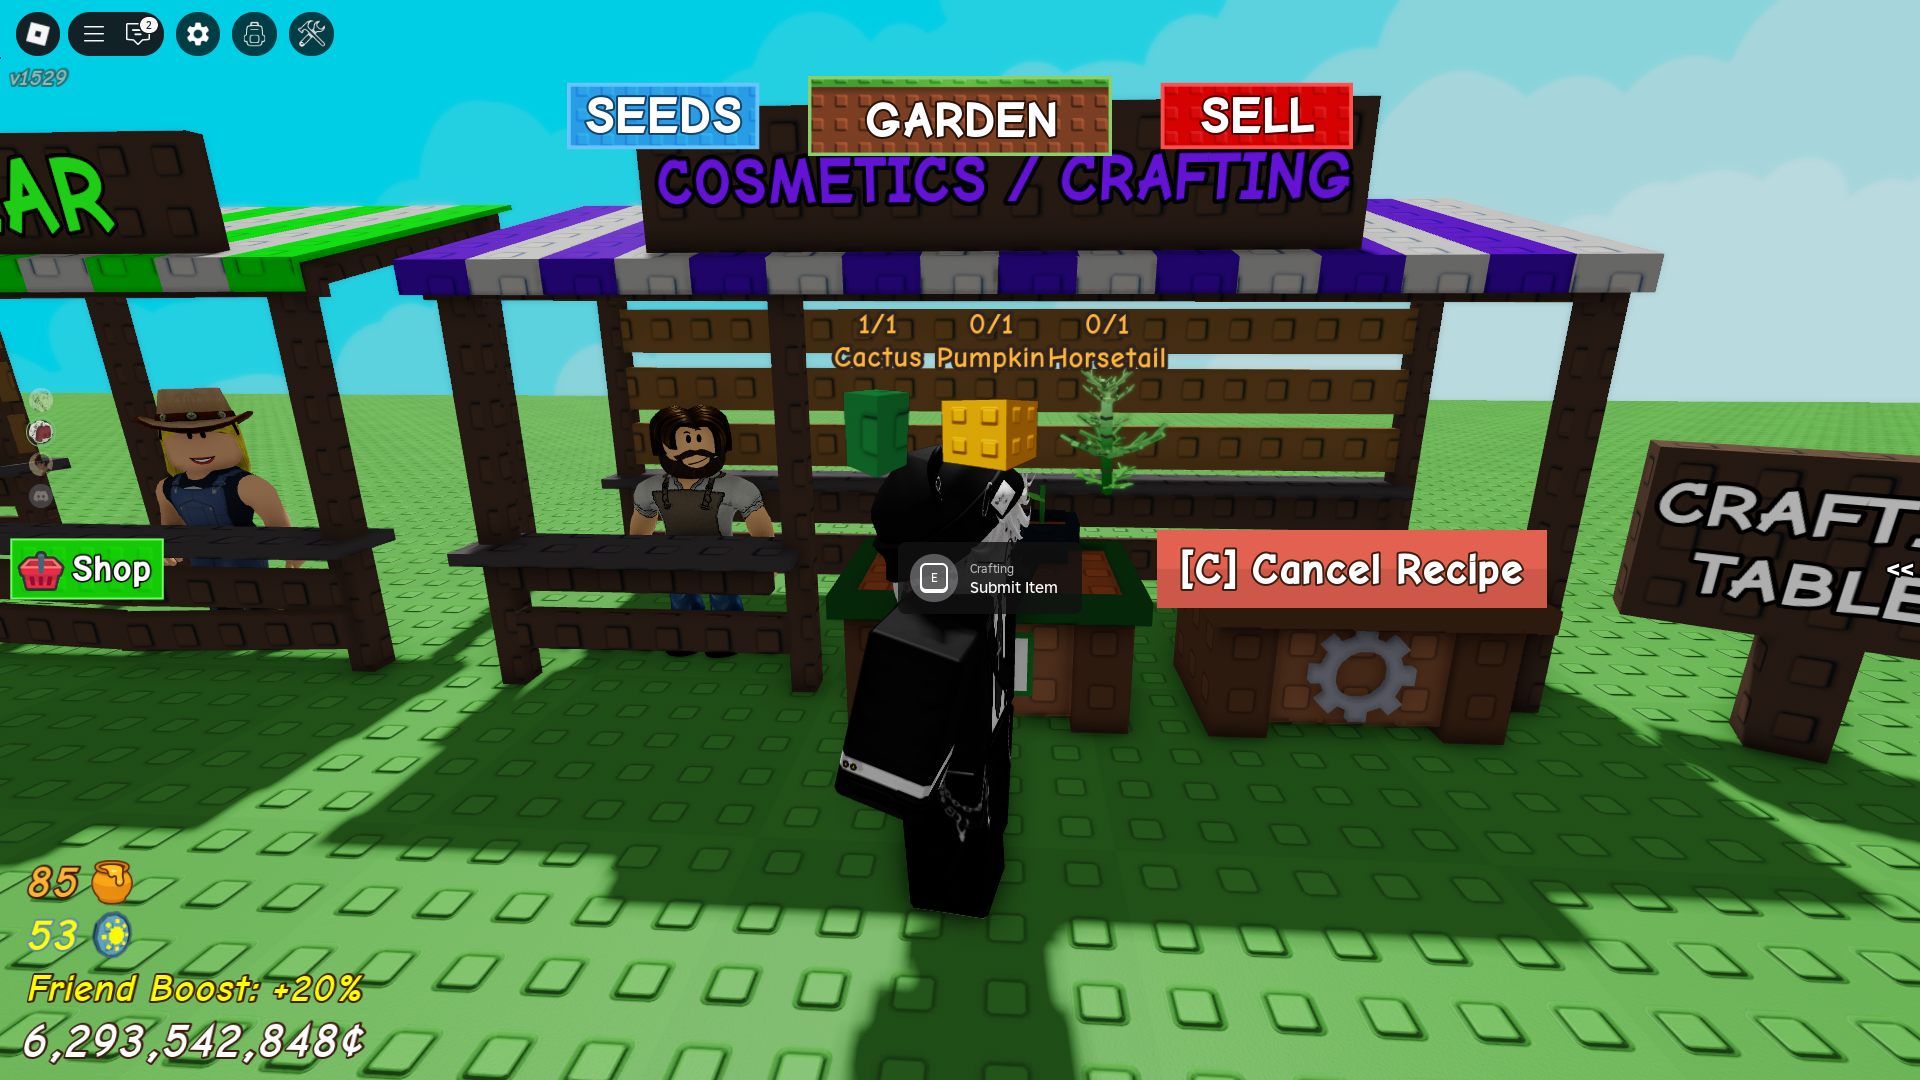 2
v1529
SEEDS
GARDEN
SELL
AR
COSMETICS / CRAFTING
1/1 0/1 0/1
Cactus Pumpkin Horsetail
Shop
E
Crafting
Submit Item
[C] Cancel Recipe
CRAFT
TABLE
<<
85
53
Friend Boost: +20%
6,293,542,848¢